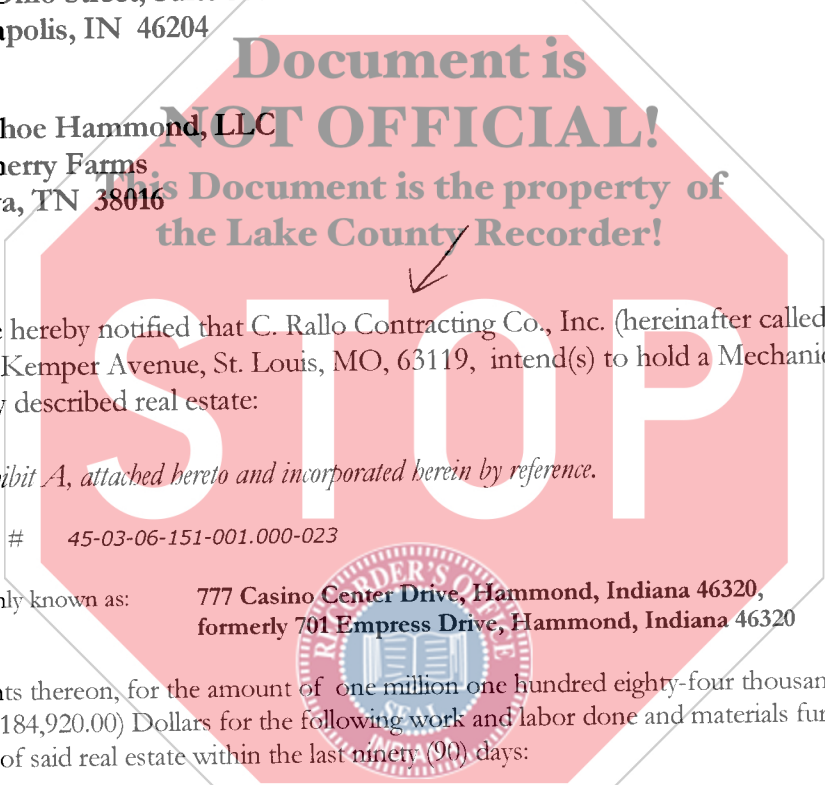 apolis, IN 46204
Document is
NOT OFFICIAL!
This Document is the property of
the Lake County Recorder!
hoe Hammond, LLC
herry Farms
a, TN 38016
STOP
e hereby notified that C. Rallo Contracting Co., Inc. (hereinafter called
Kemper Avenue, St. Louis, MO, 63119, intend(s) to hold a Mechanic
y described real estate:
ibit A, attached hereto and incorporated herein by reference.
# 45-03-06-151-001.000-023
nly known as: 777 Casino Center Drive, Hammond, Indiana 46320,
formerly 701 Empress Drive, Hammond, Indiana 46320
RECORDER'S OFFICE
SEAL
nts thereon, for the amount of one million one hundred eighty-four thousan
184,920.00) Dollars for the following work and labor done and materials fur
of said real estate within the last ninety (90) days: